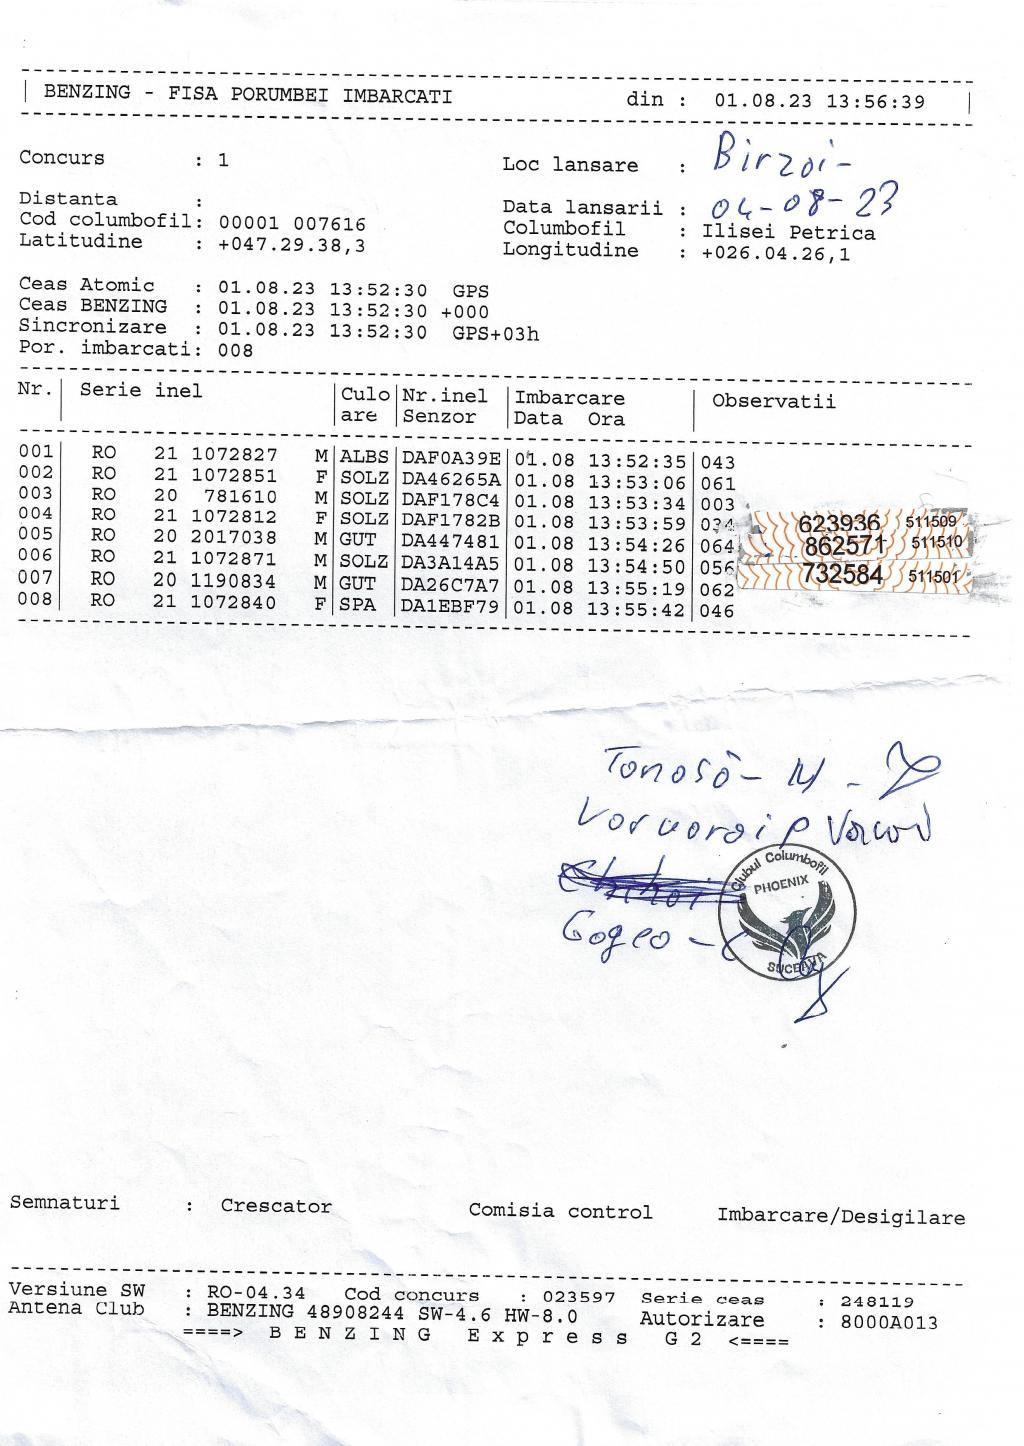 BENZING - FISA PORUMBEI IMBARCATI din : 01.08.23 13:56:39
Concurs : 1 Loc lansare : Birzoi-
Distanta : Data lansarii : 04-08-23
Cod columbofil: 00001 007616 Columbofil : Ilisei Petrica
Latitudine : +047.29.38,3 Longitudine : +026.04.26,1
Ceas Atomic : 01.08.23 13:52:30 GPS
Ceas BENZING : 01.08.23 13:52:30 +000
Sincronizare : 01.08.23 13:52:30 GPS+03h
Por. imbarcati: 008
Nr. Serie inel Culo Nr.inel Imbarcare Observatii
are Senzor Data Ora
001 RO 21 1072827 M ALBS DAF0A39E 01.08 13:52:35 043
002 RO 21 1072851 F SOLZ DA46265A 01.08 13:53:06 061
003 RO 20 781610 M SOLZ DAF178C4 01.08 13:53:34 003
004 RO 21 1072812 F SOLZ DAF1782B 01.08 13:53:59 034 623936 511509
005 RO 20 2017038 M GUT DA447481 01.08 13:54:26 064 862571 511510
006 RO 21 1072871 M SOLZ DA3A14A5 01.08 13:54:50 056 732584 511501
007 RO 20 1190834 M GUT DA26C7A7 01.08 13:55:19 062
008 RO 21 1072840 F SPA DA1EBF79 01.08 13:55:42 046
Clubul Columbofil
PHOENIX
SUCEAVA
Semnaturi : Crescator Comisia control Imbarcare/Desigilare
Versiune SW : RO-04.34 Cod concurs : 023597 Serie ceas : 248119
Antena Club : BENZING 48908244 SW-4.6 HW-8.0 Autorizare : 8000A013
====> B E N Z I N G E x p r e s s G 2 <====